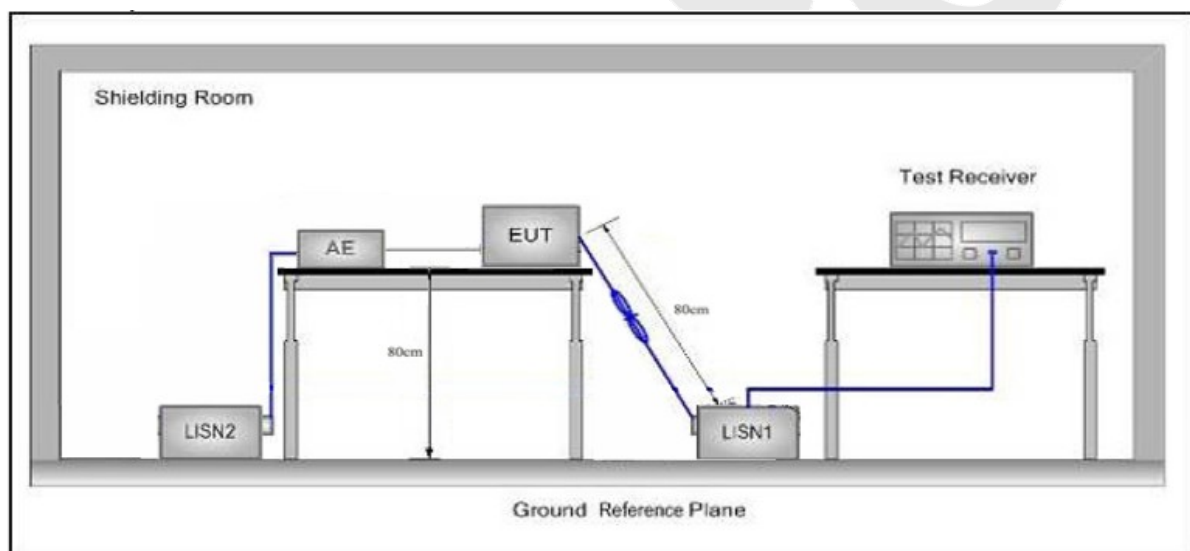 Shielding Room
Test Receiver
AE
EUT
80cm
80cm
LISN2
LISN1
Ground Reference Plane